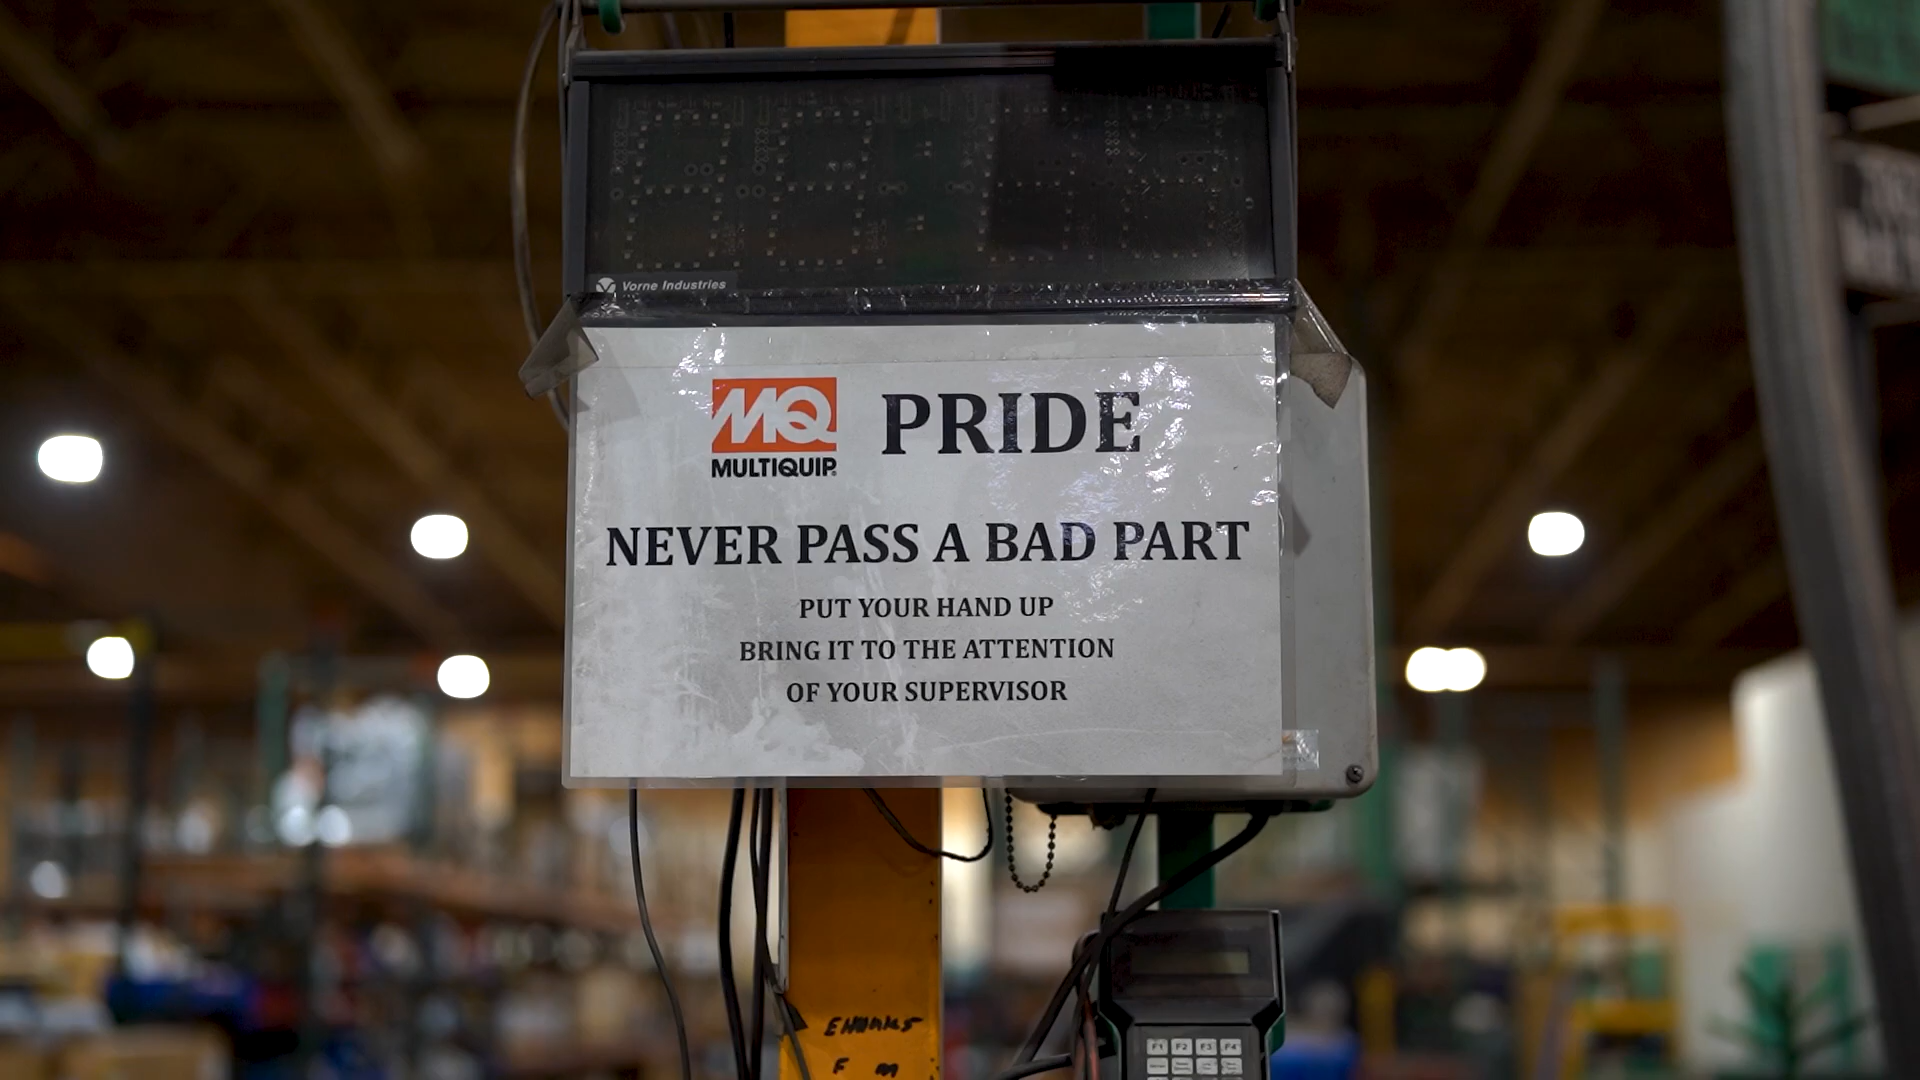 Vorne Industries
MQ PRIDE
MULTIQUIP
NEVER PASS A BAD PART
PUT YOUR HAND UP
BRING IT TO THE ATTENTION
OF YOUR SUPERVISOR
F M
F1 F2 F3 F4